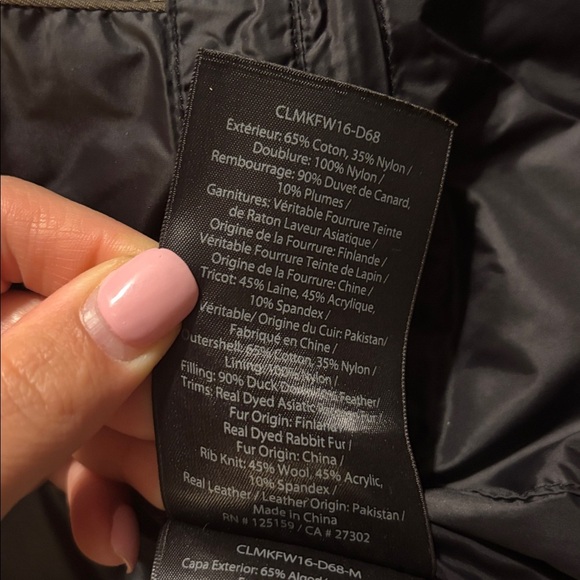 CLMKFW16-D68
Extérieur: 65% Coton, 35% Nylon /
Doublure: 100% Nylon /
Rembourrage: 90% Duvet de Canard,
10% Plumes /
Garnitures: Véritable Fourrure Teinte
de Raton Laveur Asiatique /
Origine de la Fourrure: Finlande /
Véritable Fourrure Teinte de Lapin /
Origine de la Fourrure: Chine /
Tricot: 45% Laine, 45% Acrylique,
10% Spandex /
Véritable / Origine du Cuir: Pakistan/
Fabriqué en Chine /
Outershell: 65% Cotton, 35% Nylon /
Lining: 100% Nylon /
Filling: 90% Duck Feather/
Trims: Real Dyed Asiatic
Fur Origin: Finland
Real Dyed Rabbit Fur /
Fur Origin: China /
Rib Knit: 45% Wool, 45% Acrylic,
10% Spandex /
Real Leather / Leather Origin: Pakistan /
Made in China
RN # 125159 / CA # 27302
CLMKFW16-D68-M
Capa Exterior: 65%